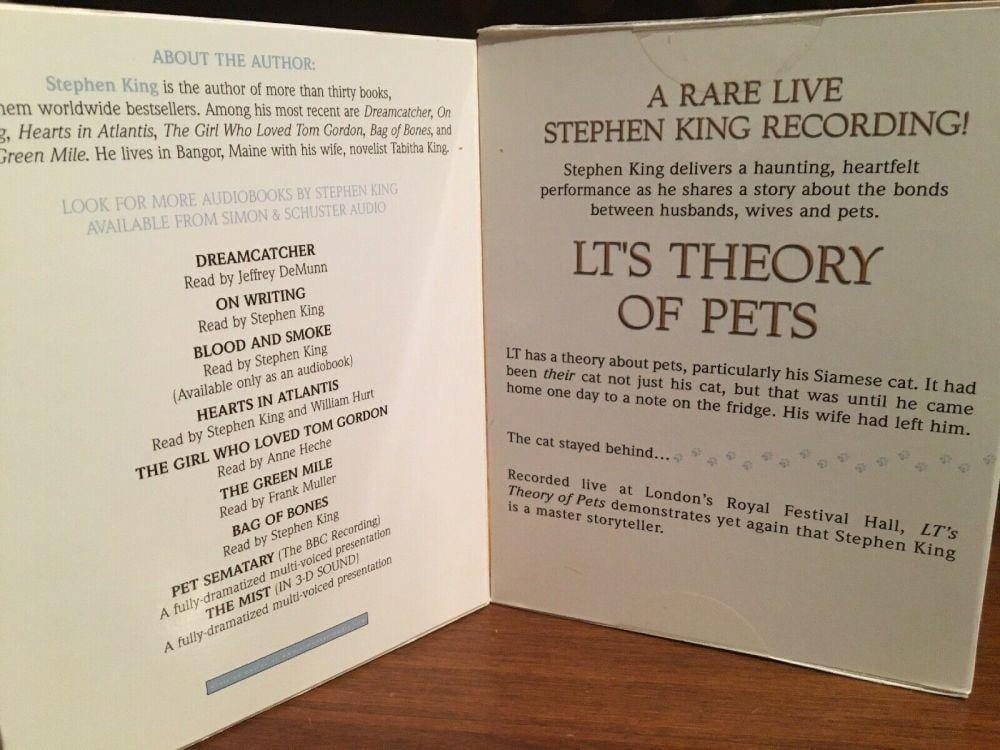 ABOUT THE AUTHOR:
Stephen King is the author of more than thirty books,
hem worldwide bestsellers. Among his most recent are Dreamcatcher, On
g, Hearts in Atlantis, The Girl Who Loved Tom Gordon, Bag of Bones, and
Green Mile. He lives in Bangor, Maine with his wife, novelist Tabitha King.
LOOK FOR MORE AUDIOBOOKS BY STEPHEN KING
AVAILABLE FROM SIMON & SCHUSTER AUDIO
DREAMCATCHER
Read by Jeffrey DeMunn
ON WRITING
Read by Stephen King
BLOOD AND SMOKE
Read by Stephen King
(Available only as an audiobook)
HEARTS IN ATLANTIS
Read by Stephen King and William Hurt
THE GIRL WHO LOVED TOM GORDON
Read by Anne Heche
THE GREEN MILE
Read by Frank Muller
BAG OF BONES
Read by Stephen King
PET SEMATARY (The BBC Recording)
A fully-dramatized multi-voiced presentation
THE MIST (IN 3-D SOUND)
A fully-dramatized multi-voiced presentation
A RARE LIVE
STEPHEN KING RECORDING!
Stephen King delivers a haunting, heartfelt
performance as he shares a story about the bonds
between husbands, wives and pets.
LT'S THEORY
OF PETS
LT has a theory about pets, particularly his Siamese cat. It had
been their cat not just his cat, but that was until he came
home one day to a note on the fridge. His wife had left him.
The cat stayed behind...
Recorded live at London's Royal Festival Hall, LT's
Theory of Pets demonstrates yet again that Stephen King
is a master storyteller.